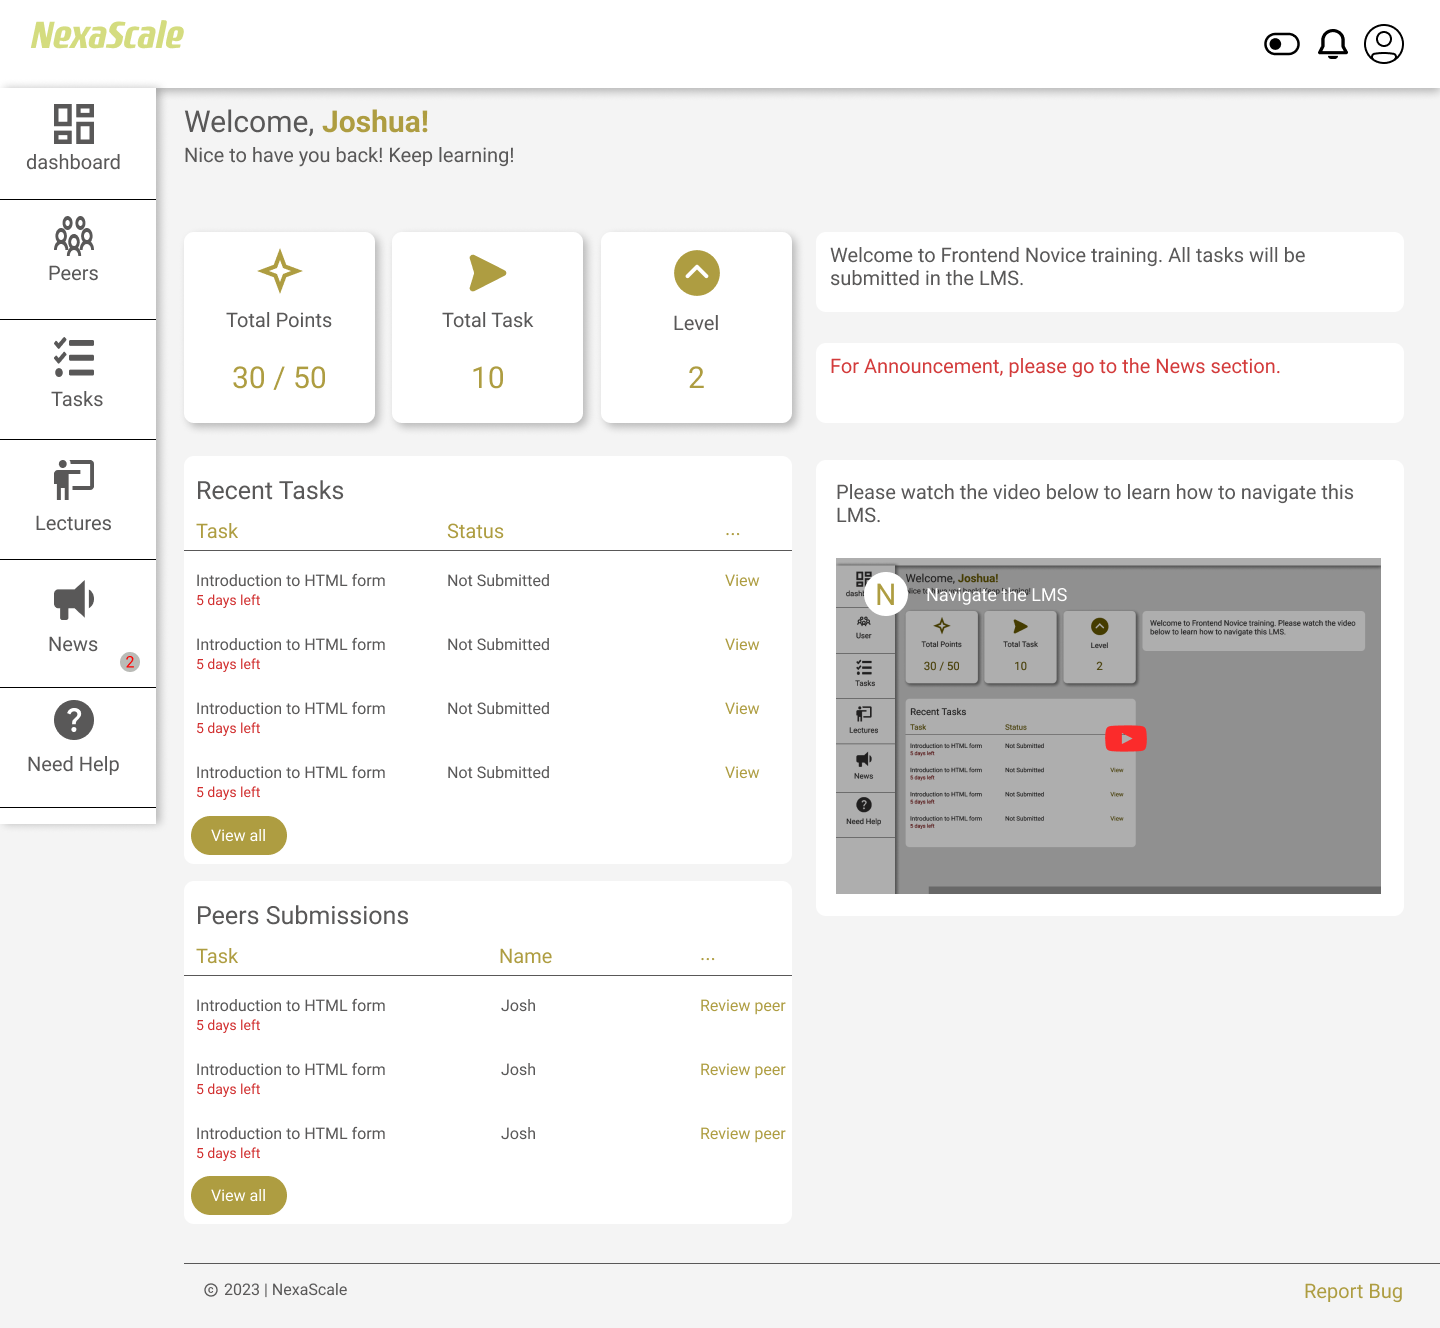 NexaScale
dashboard
Peers
Tasks
Lectures
News
2
Need Help
Welcome, Joshua!
Nice to have you back! Keep learning!
Total Points
30 / 50
Total Task
10
Level
2
Welcome to Frontend Novice training. All tasks will be
submitted in the LMS.
For Announcement, please go to the News section.
Recent Tasks
Task Status ...
Introduction to HTML form Not Submitted View
5 days left
Introduction to HTML form Not Submitted View
5 days left
Introduction to HTML form Not Submitted View
5 days left
Introduction to HTML form Not Submitted View
5 days left
View all
Please watch the video below to learn how to navigate this
LMS.
N Navigate the LMS
Welcome, Joshua!
User
Tasks
Lectures
News
Need Help
Total Points
30 / 50
Total Task
10
Level
2
Welcome to Frontend Novice training. Please watch the video
below to learn how to navigate this LMS.
Recent Tasks
Task Status
Introduction to HTML form Not Submitted
5 days left
Introduction to HTML form Not Submitted View
5 days left
Introduction to HTML form Not Submitted View
5 days left
Introduction to HTML form Not Submitted View
5 days left
Peers Submissions
Task Name ...
Introduction to HTML form Josh Review peer
5 days left
Introduction to HTML form Josh Review peer
5 days left
Introduction to HTML form Josh Review peer
5 days left
View all
© 2023 | NexaScale
Report Bug